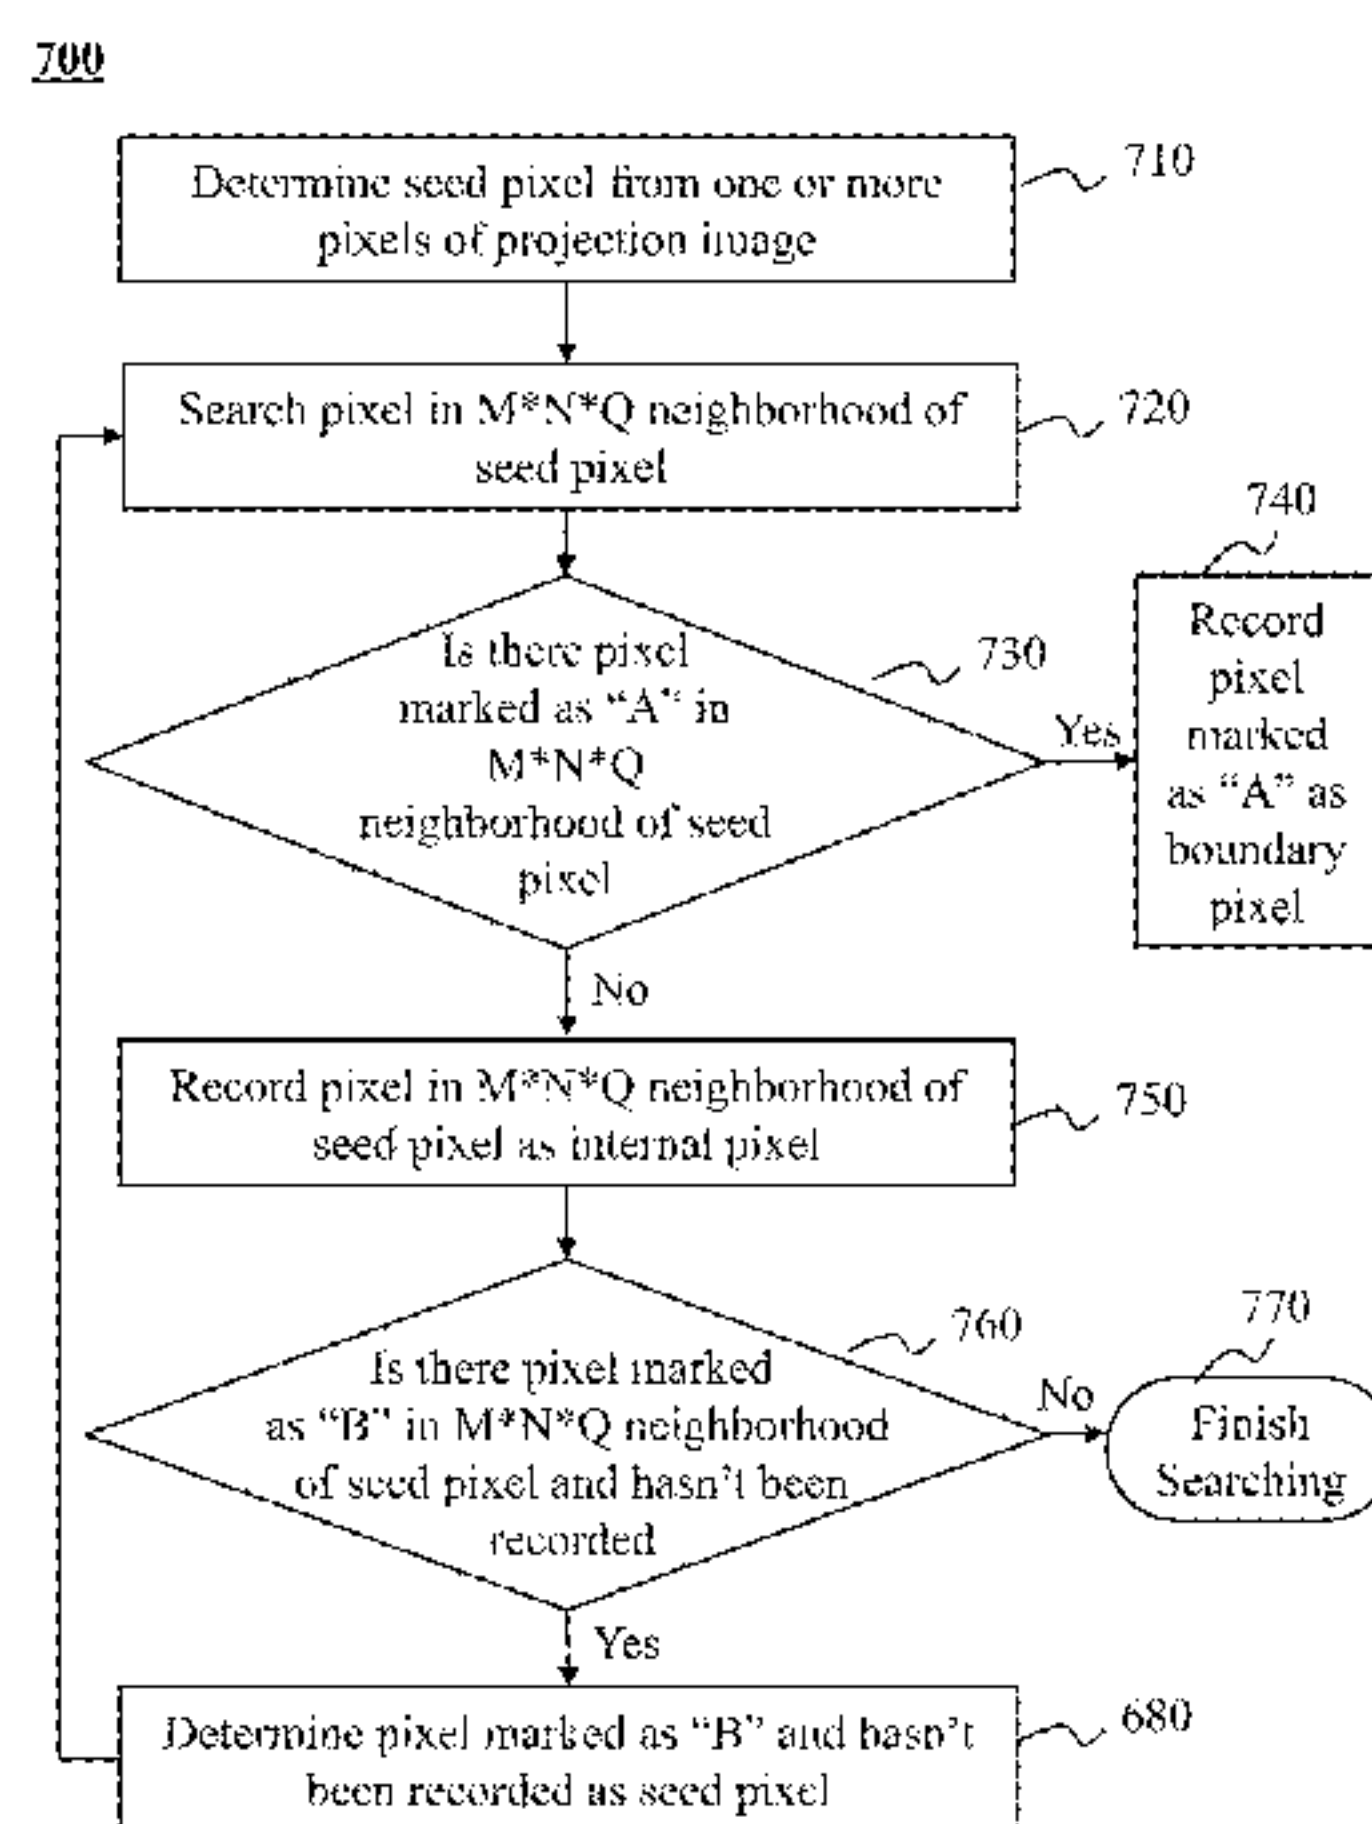 700
Determine seed pixel from one or more
pixels of projection image
710
Search pixel in M*N*Q neighborhood of
seed pixel
720
740
Is there pixel
marked as “A” in
M*N*Q
neighborhood of seed
pixel
730
Yes
Record
pixel
marked
as “A” as
boundary
pixel
No
Record pixel in M*N*Q neighborhood of
seed pixel as internal pixel
750
Is there pixel marked
as “B” in M*N*Q neighborhood
of seed pixel and hasn’t been
recorded
760
770
No
Finish
Searching
Yes
Determine pixel marked as “B” and hasn’t
been recorded as seed pixel
680